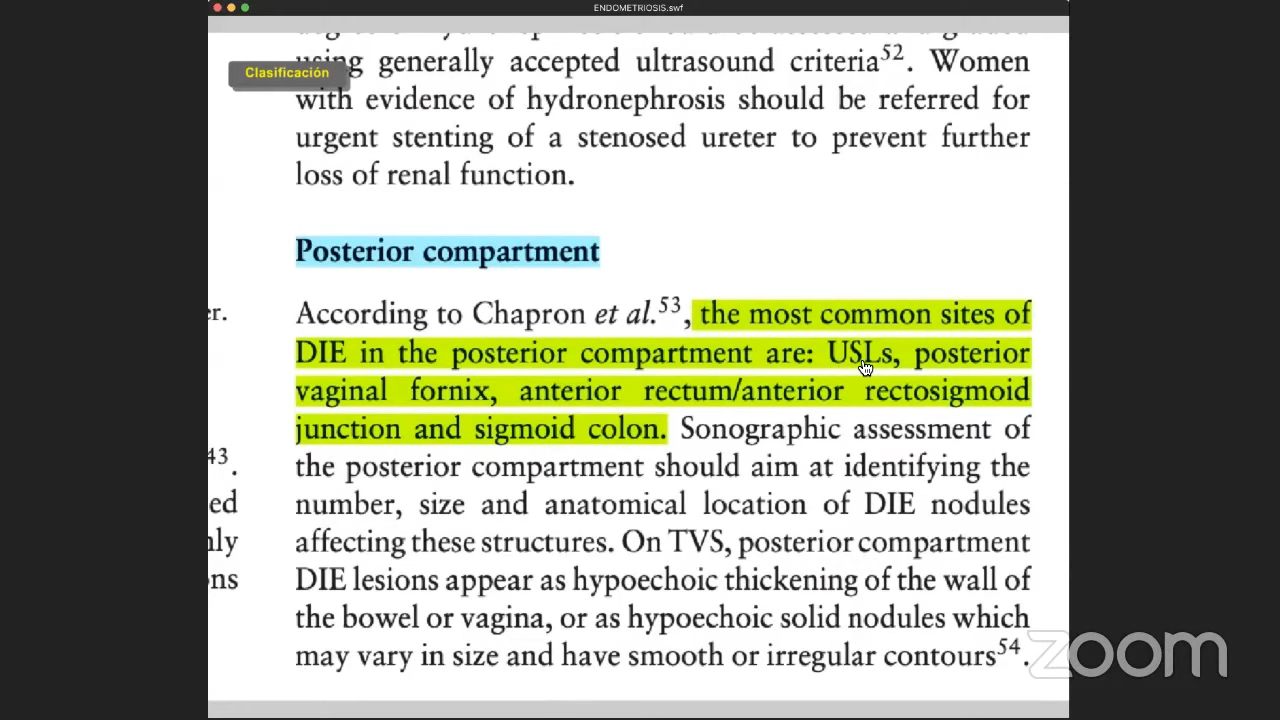 ENDOMETRIOSIS.swf
Clasificación
using generally accepted ultrasound criteria52. Women
with evidence of hydronephrosis should be referred for
urgent stenting of a stenosed ureter to prevent further
loss of renal function.
Posterior compartment
er.
According to Chapron et al.53, the most common sites of
DIE in the posterior compartment are: USLs, posterior
vaginal fornix, anterior rectum/anterior rectosigmoid
junction and sigmoid colon. Sonographic assessment of
43.
the posterior compartment should aim at identifying the
ed
number, size and anatomical location of DIE nodules
nly
affecting these structures. On TVS, posterior compartment
ns
DIE lesions appear as hypoechoic thickening of the wall of
the bowel or vagina, or as hypoechoic solid nodules which
may vary in size and have smooth or irregular contours54.
zoom